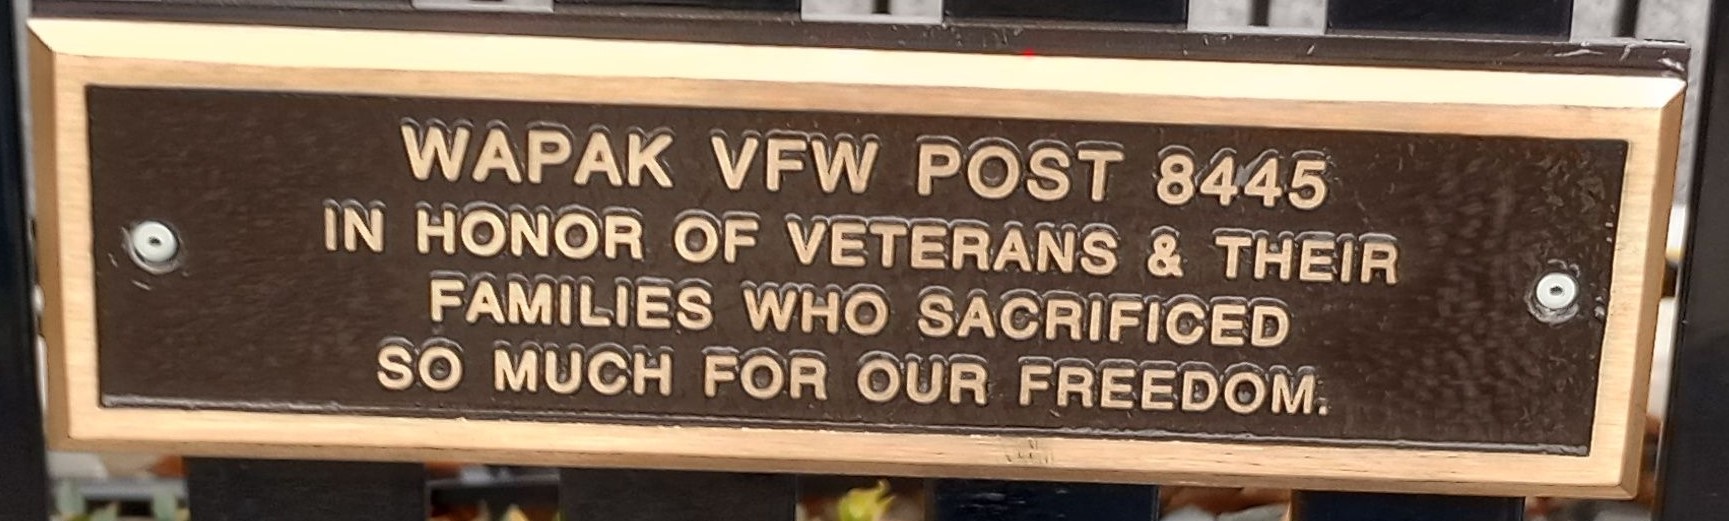 WAPAK VFW POST 8445
IN HONOR OF VETERANS & THEIR
FAMILIES WHO SACRIFICED
SO MUCH FOR OUR FREEDOM.